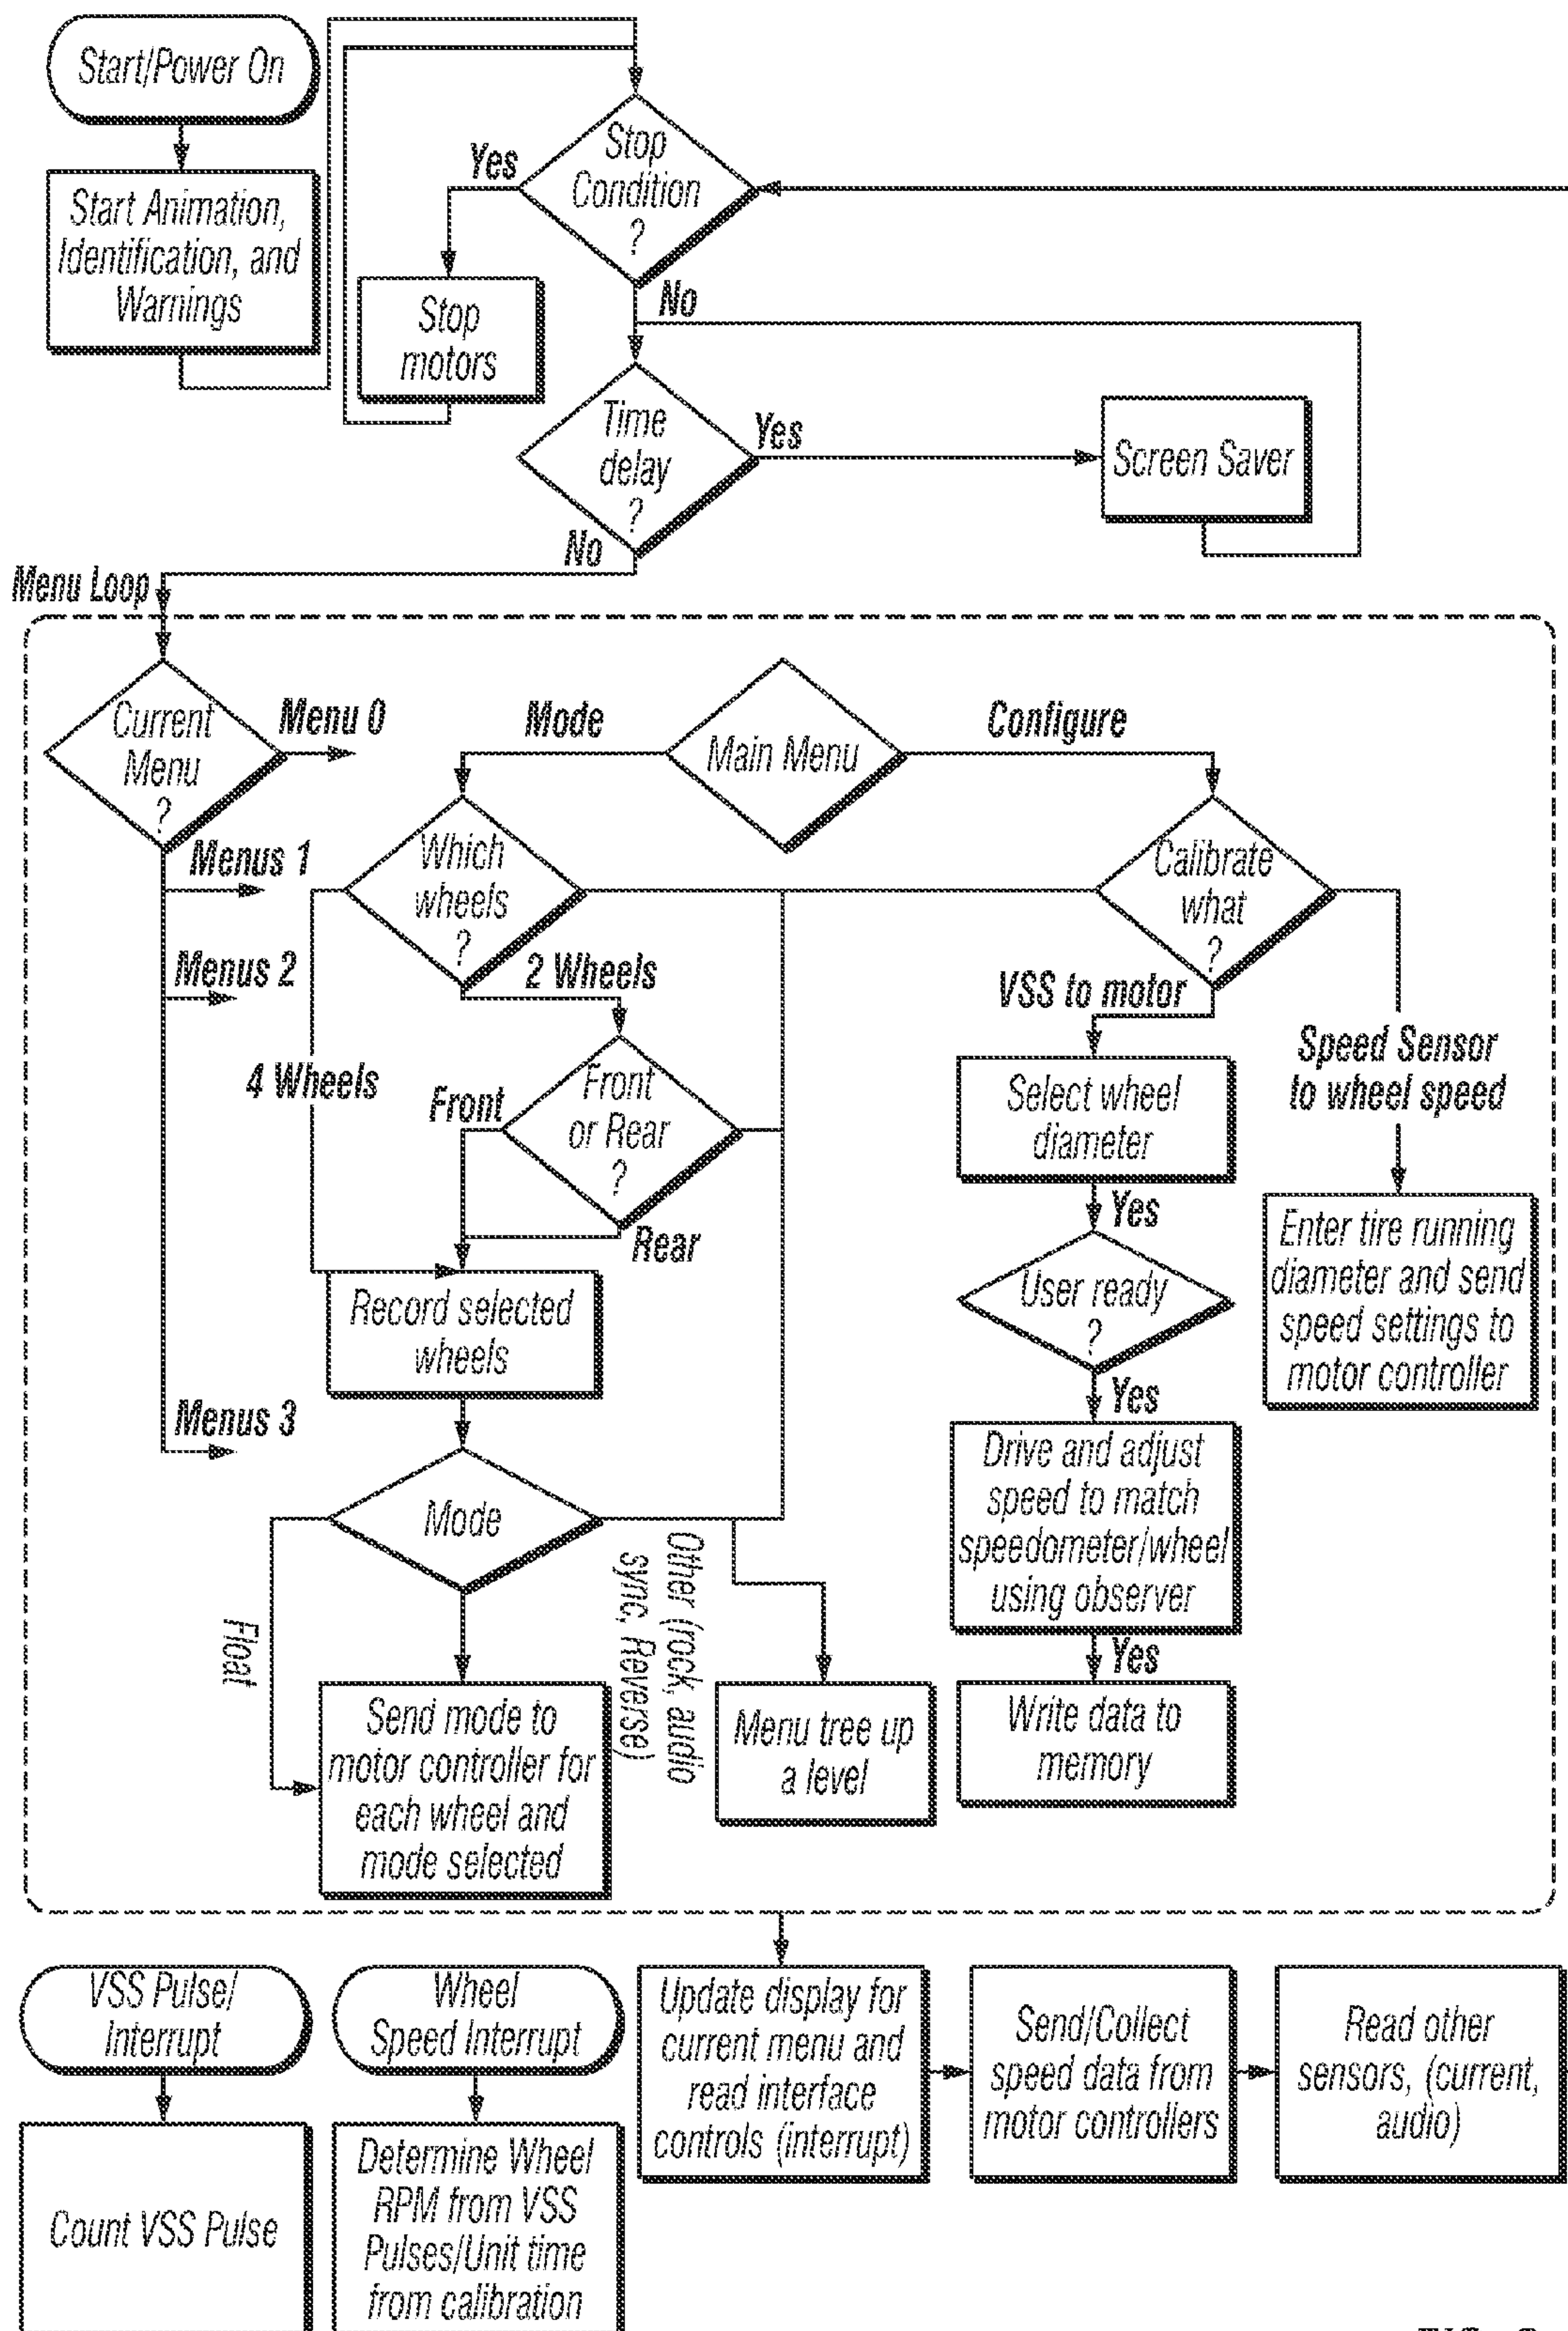 Start/Power On
Start Animation,
Identification, and
Warnings
Stop
Condition
?
Yes
Stop
motors
No
Time
delay
?
Yes
Screen Saver
No
Menu Loop
Current
Menu
?
Menu 0
Menus 1
Menus 2
Menus 3
Main Menu
Mode
Configure
Which
wheels
?
2 Wheels
4 Wheels
Front
or Rear
?
Front
Rear
Record selected
wheels
Mode
Float
Other (rock, audio
sync, Reverse)
Send mode to
motor controller for
each wheel and
mode selected
Menu tree up
a level
Calibrate
what
?
VSS to motor
Speed Sensor
to wheel speed
Select wheel
diameter
Yes
User ready
?
Yes
Drive and adjust
speed to match
speedometer/wheel
using observer
Yes
Write data to
memory
Enter tire running
diameter and send
speed settings to
motor controller
VSS Pulse/
Interrupt
Count VSS Pulse
Wheel
Speed Interrupt
Determine Wheel
RPM from VSS
Pulses/Unit time
from calibration
Update display for
current menu and
read interface
controls (interrupt)
Send/Collect
speed data from
motor controllers
Read other
sensors, (current,
audio)